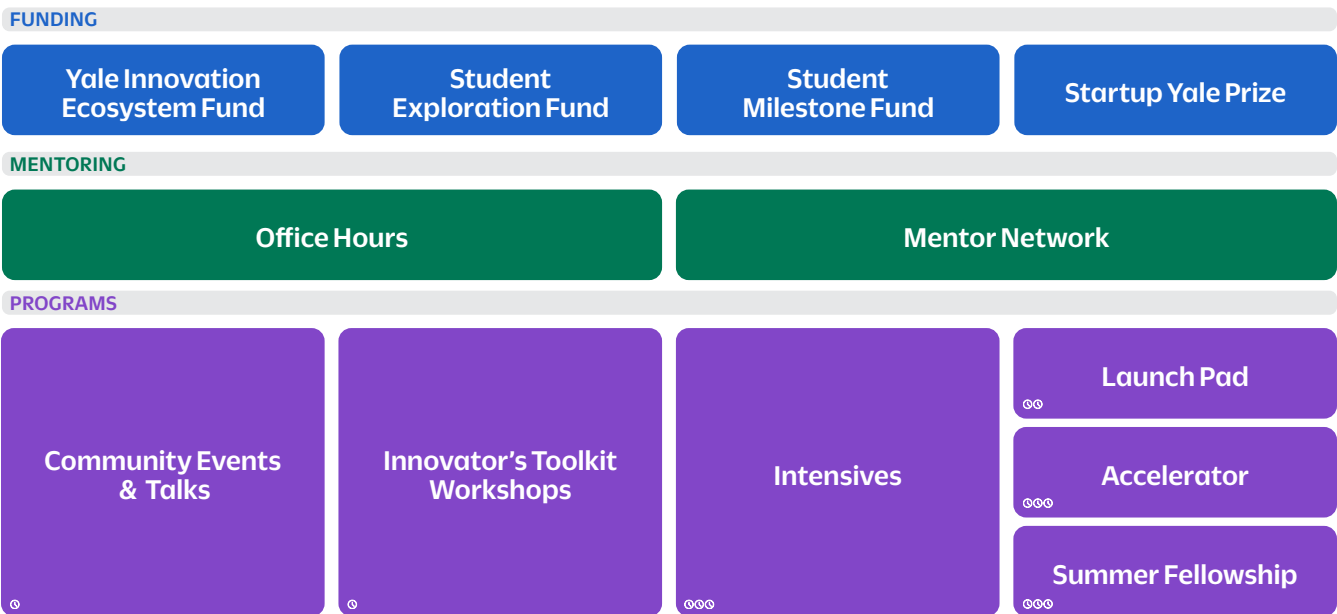 FUNDING
Yale Innovation
Ecosystem Fund
Student
Exploration Fund
Student
Milestone Fund
Startup Yale Prize
MENTORING
Office Hours
Mentor Network
PROGRAMS
Community Events
& Talks
Innovator’s Toolkit
Workshops
Intensives
Launch Pad
Accelerator
Summer Fellowship